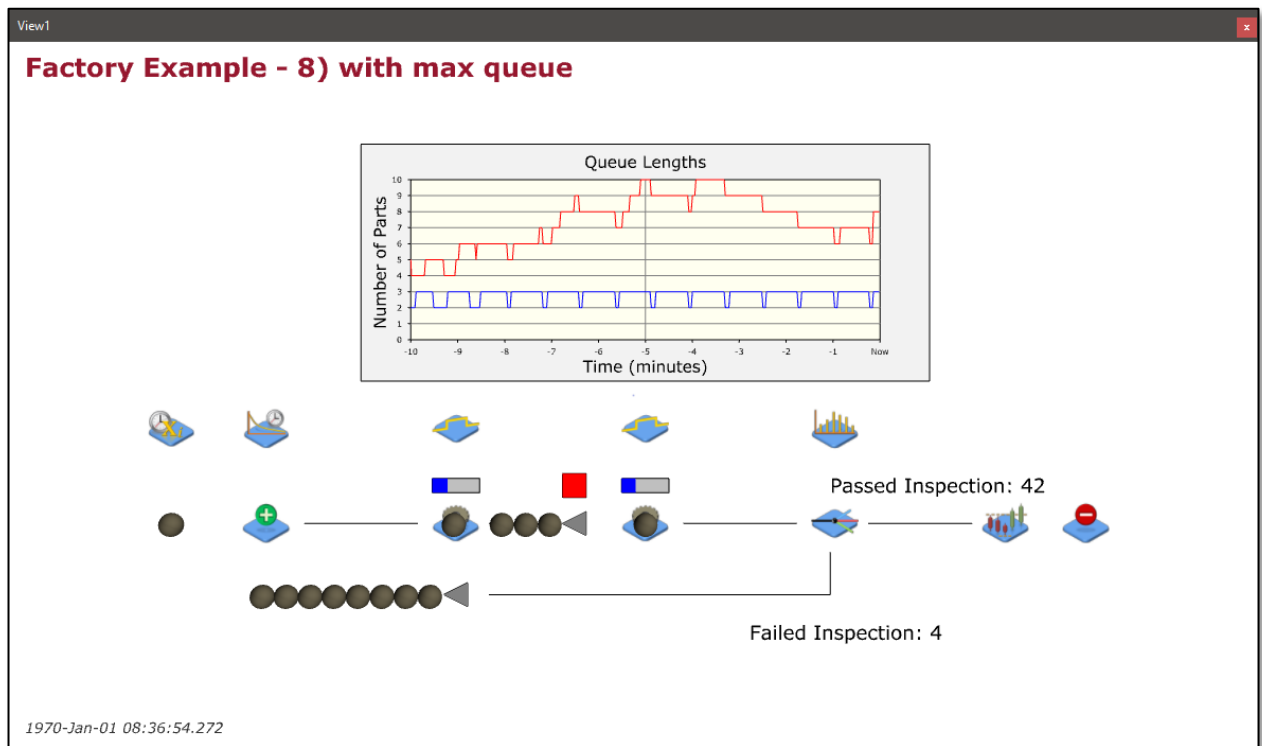 View1
x
Factory Example - 8) with max queue
Queue Lengths
Number of Parts
10
9
8
7
6
5
4
3
2
1
0
-10 -9 -8 -7 -6 -5 -4 -3 -2 -1 Now
Time (minutes)
Passed Inspection: 42
Failed Inspection: 4
1970-Jan-01 08:36:54.272